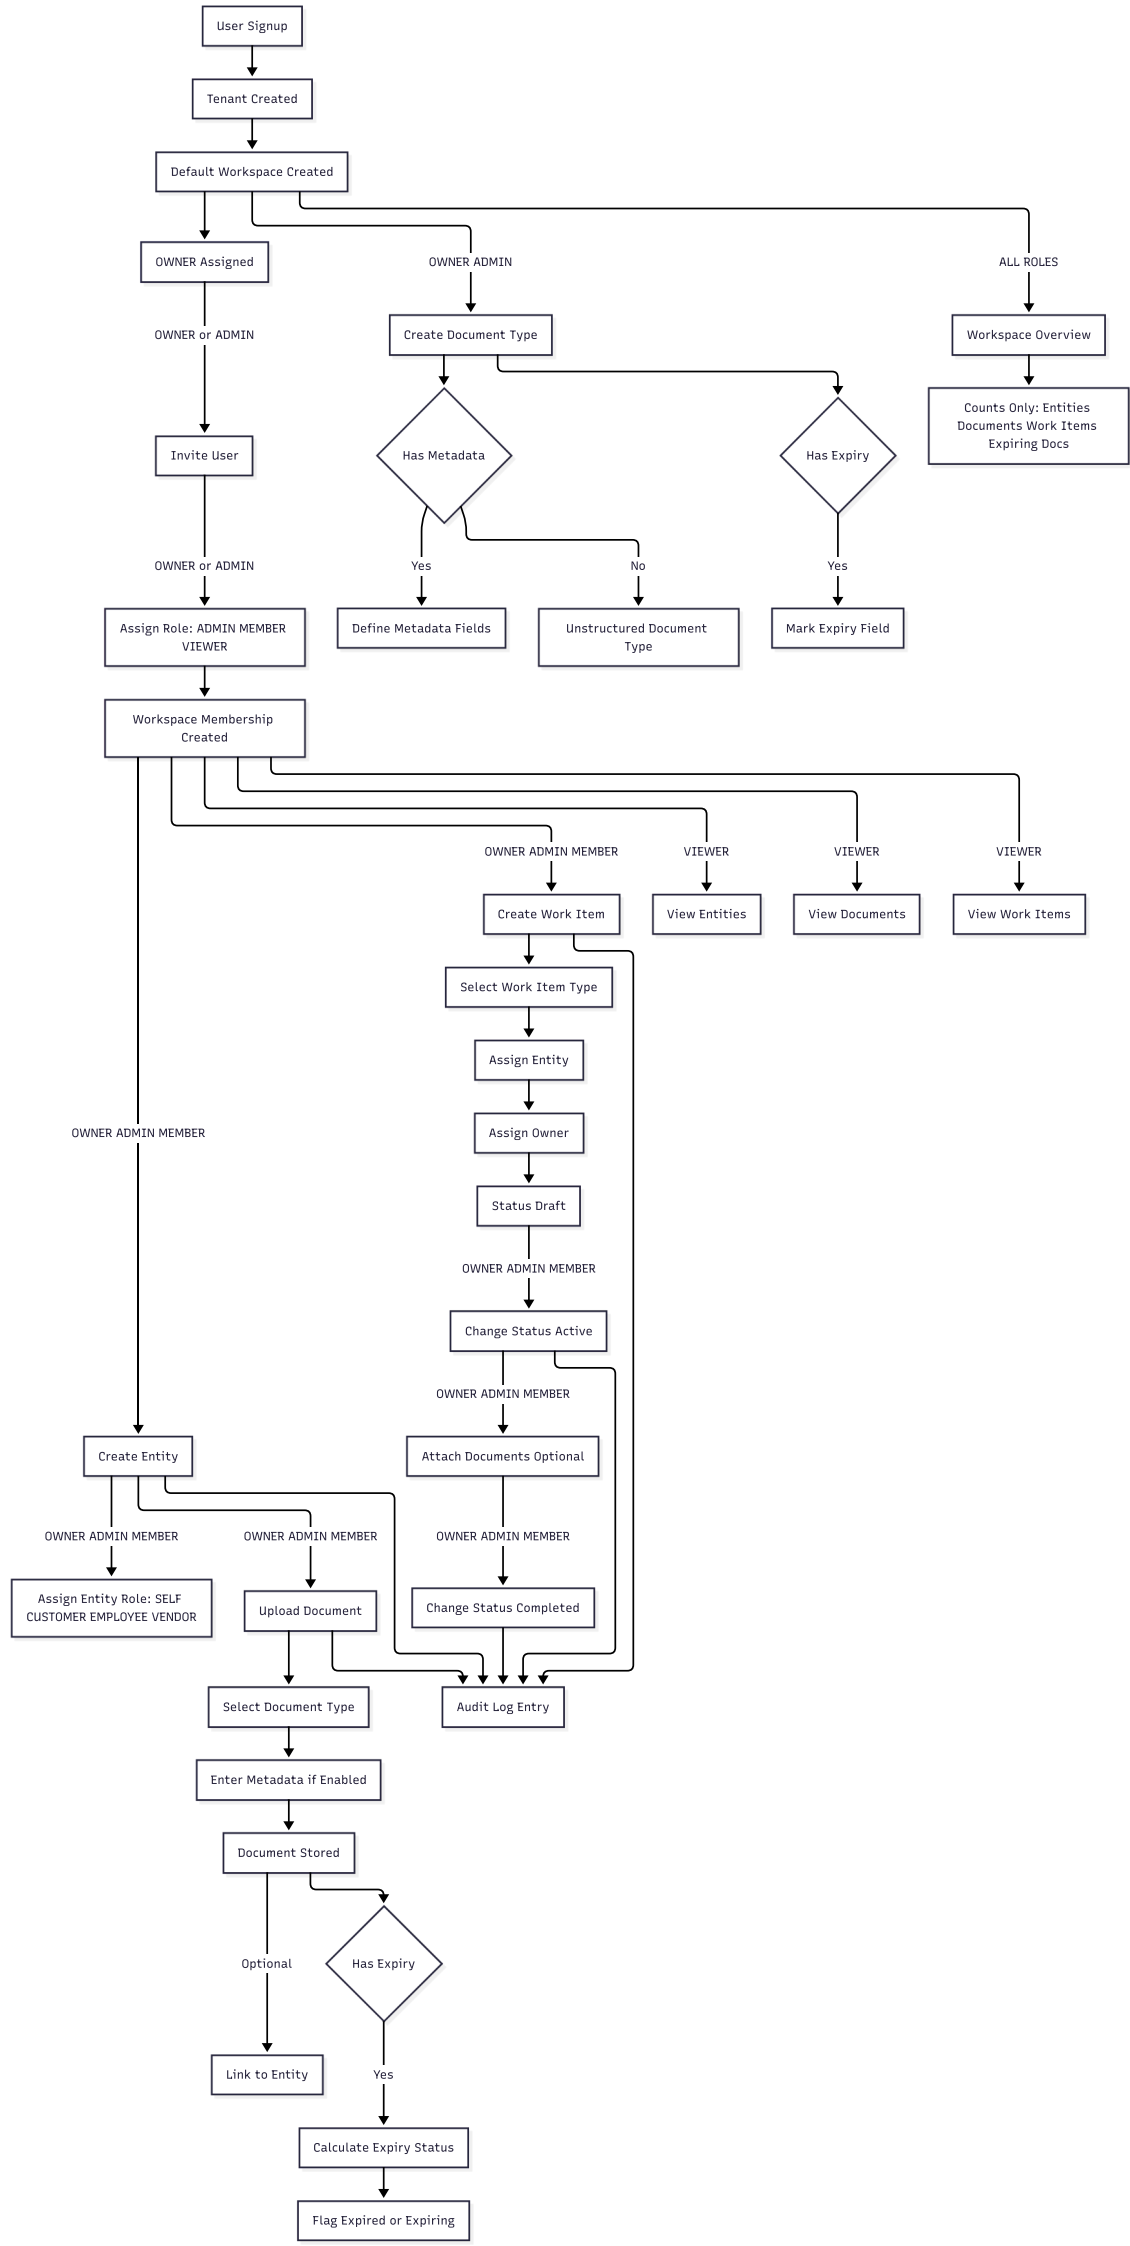 User Signup
Tenant Created
Default Workspace Created
OWNER Assigned
OWNER ADMIN
ALL ROLES
OWNER or ADMIN
Create Document Type
Workspace Overview
Counts Only: Entities
Documents Work Items
Expiring Docs
Invite User
Has Metadata
Has Expiry
OWNER or ADMIN
Yes
No
Yes
Assign Role: ADMIN MEMBER
VIEWER
Define Metadata Fields
Unstructured Document
Type
Mark Expiry Field
Workspace Membership
Created
OWNER ADMIN MEMBER
VIEWER
VIEWER
VIEWER
Create Work Item
View Entities
View Documents
View Work Items
Select Work Item Type
Assign Entity
OWNER ADMIN MEMBER
Assign Owner
Status Draft
OWNER ADMIN MEMBER
Change Status Active
OWNER ADMIN MEMBER
Create Entity
Attach Documents Optional
OWNER ADMIN MEMBER
OWNER ADMIN MEMBER
OWNER ADMIN MEMBER
Assign Entity Role: SELF
CUSTOMER EMPLOYEE VENDOR
Upload Document
Change Status Completed
Select Document Type
Audit Log Entry
Enter Metadata if Enabled
Document Stored
Optional
Has Expiry
Link to Entity
Yes
Calculate Expiry Status
Flag Expired or Expiring